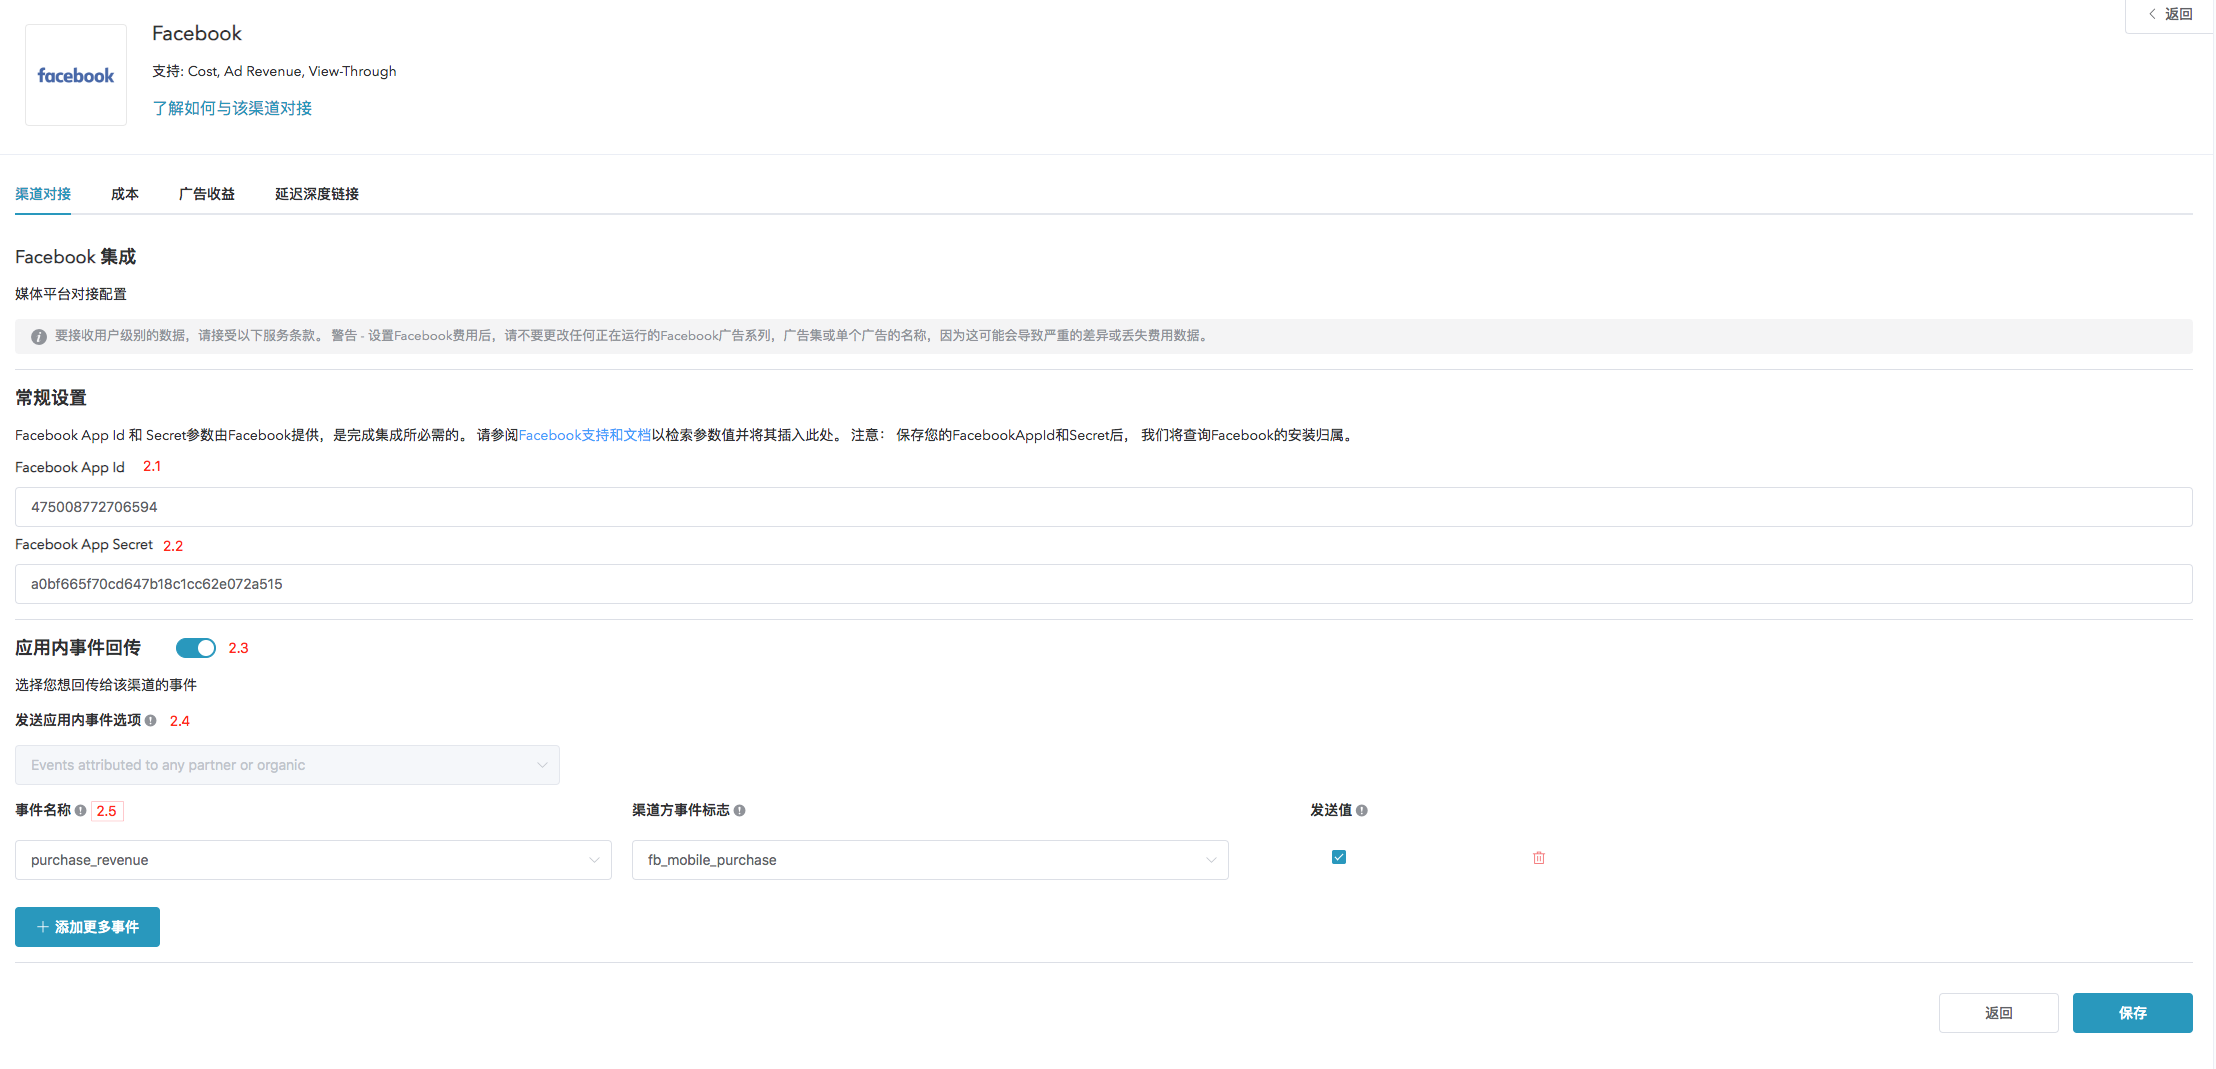 返回
facebook
Facebook
支持: Cost, Ad Revenue, View-Through
了解如何与该渠道对接
渠道对接 成本 广告收益 延迟深度链接
Facebook 集成
媒体平台对接配置
要接收用户级别的数据，请接受以下服务条款。 警告 - 设置Facebook费用后，请不要更改任何正在运行的Facebook广告系列，广告集或单个广告的名称，因为这可能会导致严重的差异或丢失费用数据。
常规设置
Facebook App Id 和 Secret参数由Facebook提供，是完成集成所必需的。 请参阅Facebook支持和文档以检索参数值并将其插入此处。 注意： 保存您的FacebookAppId和Secret后， 我们将查询Facebook的安装归属。
Facebook App Id 2.1
475008772706594
Facebook App Secret 2.2
a0bf665f70cd647b18c1cc62e072a515
应用内事件回传 2.3
选择您想回传给该渠道的事件
发送应用内事件选项 2.4
Events attributed to any partner or organic
事件名称 2.5 渠道方事件标志 发送值
purchase_revenue fb_mobile_purchase
+ 添加更多事件
返回 保存